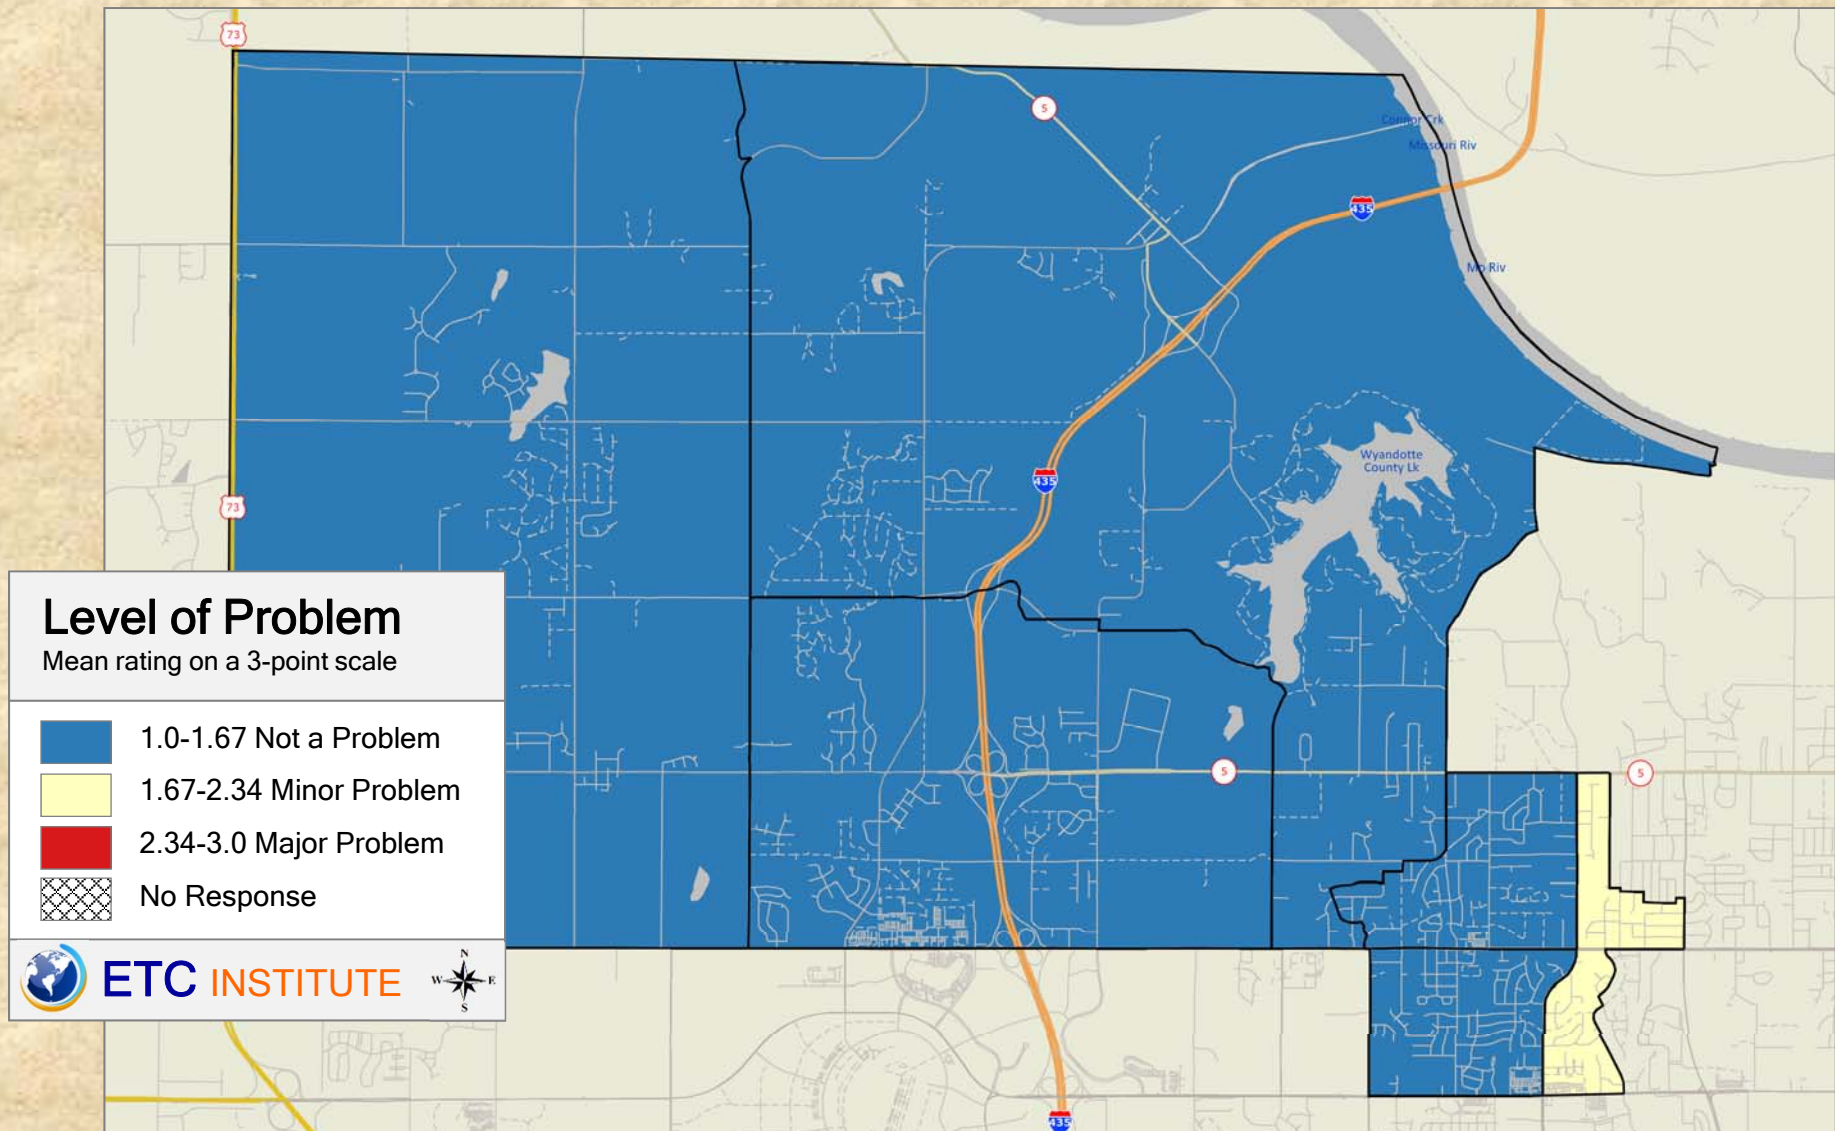 73
5
Connor Crk
Missouri Riv
435
Mo Riv
Wyandotte
County Lk
435
73
Level of Problem
Mean rating on a 3-point scale
1.0-1.67 Not a Problem
1.67-2.34 Minor Problem
2.34-3.0 Major Problem
No Response
ETC INSTITUTE
N
W E
S
5
5
435